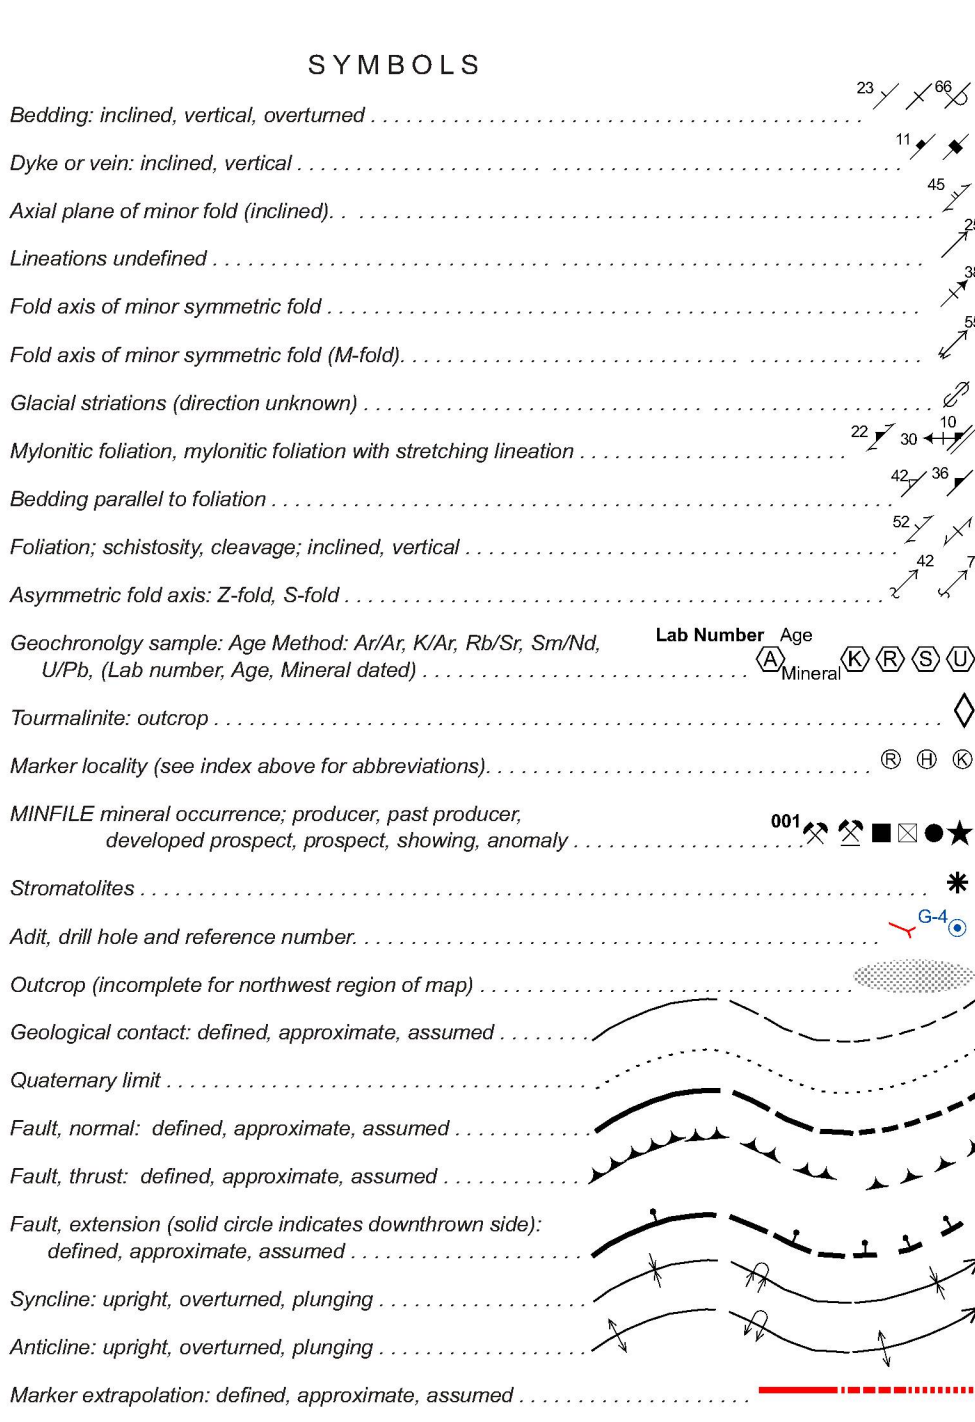 SYMBOLS
Bedding: inclined, vertical, overturned 23 66
Dyke or vein: inclined, vertical 11
Axial plane of minor fold (inclined). 45
Lineations undefined 25
Fold axis of minor symmetric fold 38
Fold axis of minor symmetric fold (M-fold). 55
Glacial striations (direction unknown)
Mylonitic foliation, mylonitic foliation with stretching lineation 22 30 10
Bedding parallel to foliation 42 36
Foliation; schistosity, cleavage; inclined, vertical 52
Asymmetric fold axis: Z-fold, S-fold 42 7
Geochronolgy sample: Age Method: Ar/Ar, K/Ar, Rb/Sr, Sm/Nd, Lab Number Age
U/Pb, (Lab number, Age, Mineral dated) A Mineral K R S U
Tourmalinite: outcrop
Marker locality (see index above for abbreviations). R H K
MINFILE mineral occurrence; producer, past producer,
developed prospect, prospect, showing, anomaly 001
Stromatolites
Adit, drill hole and reference number. G-4
Outcrop (incomplete for northwest region of map)
Geological contact: defined, approximate, assumed
Quaternary limit
Fault, normal: defined, approximate, assumed
Fault, thrust: defined, approximate, assumed
Fault, extension (solid circle indicates downthrown side):
defined, approximate, assumed
Syncline: upright, overturned, plunging
Anticline: upright, overturned, plunging
Marker extrapolation: defined, approximate, assumed